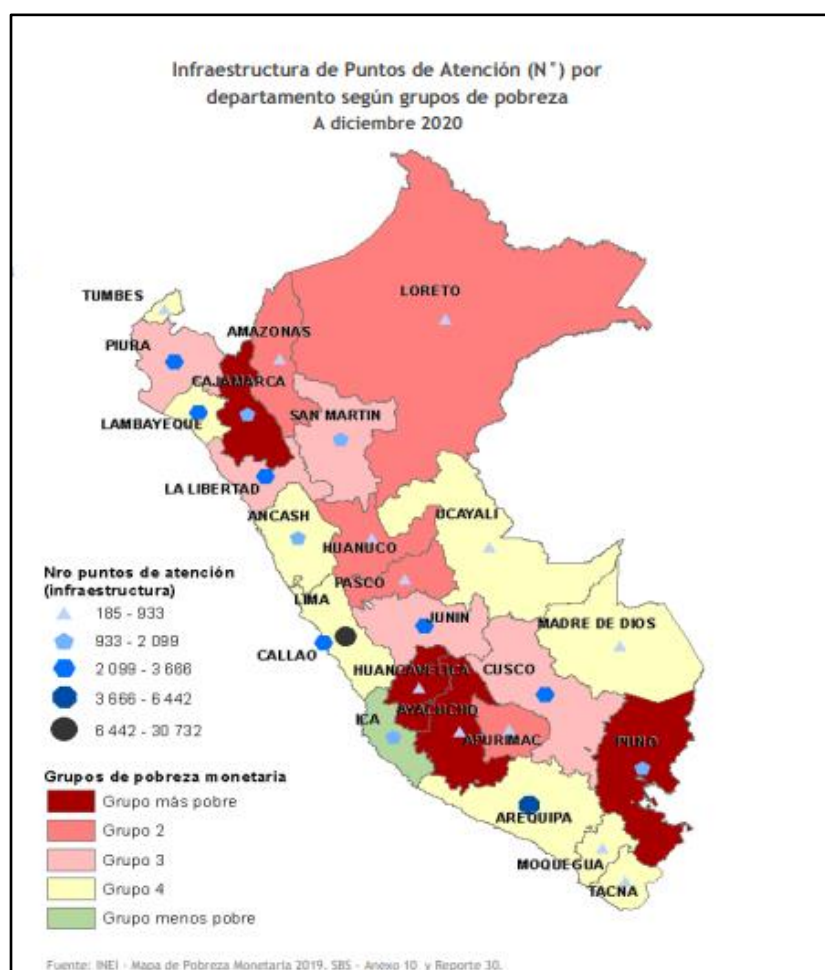 Infraestructura de Puntos de Atención (N°) por
departamento según grupos de pobreza
A diciembre 2020
LORETO
TUMBES
AMAZONAS
PIURA
CAJAMARCA
SAN MARTIN
LAMBAYEQUE
LA LIBERTAD
ANCASH
UCAYALI
HUANUCO
PASCO
LIMA
JUNIN
MADRE DE DIOS
CALLAO
HUANCAVELICA
CUSCO
AYACUCHO
ICA
APURIMAC
PUNO
AREQUIPA
MOQUEGUA
TACNA
Nro puntos de atención
(infraestructura)
185 - 933
933 - 2 099
2 099 - 3 666
3 666 - 6 442
6 442 - 30 732
Grupos de pobreza monetaria
Grupo más pobre
Grupo 2
Grupo 3
Grupo 4
Grupo menos pobre
Fuente: INEI - Mapa de Pobreza Monetaria 2019, SBS - Anexo 10 y Reporte 30.